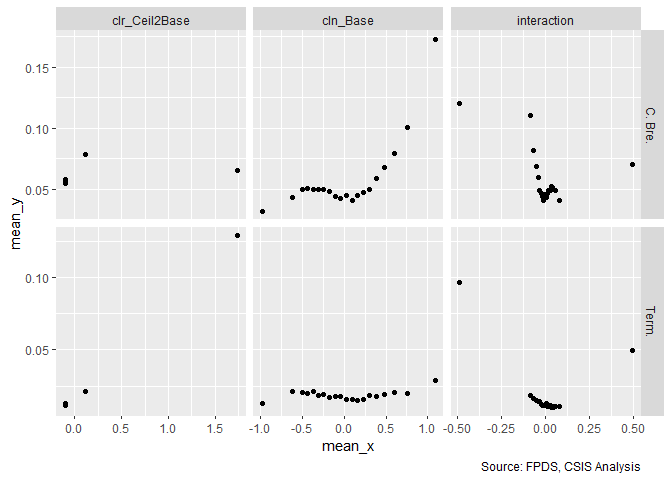 clr_Ceil2Base cln_Base interaction
0.15
0.10
0.05
C. Bre.
0.10
0.05
Term.
mean_y
0.0 0.5 1.0 1.5 -1.0 -0.5 0.0 0.5 1.0 -0.50 -0.25 0.00 0.25 0.50
mean_x
Source: FPDS, CSIS Analysis